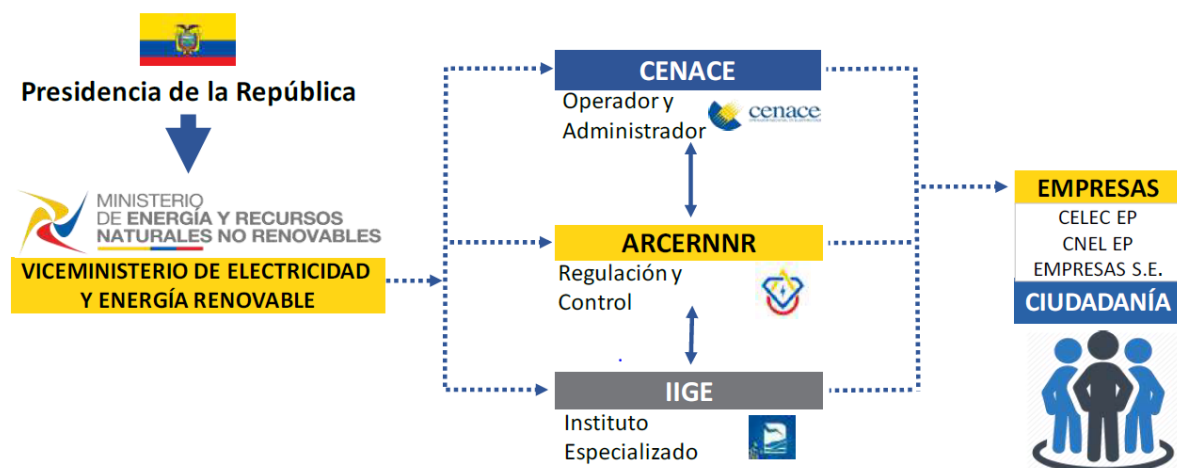 Presidencia de la República
MINISTERIO
DE ENERGÍA Y RECURSOS
NATURALES NO RENOVABLES
VICEMINISTERIO DE ELECTRICIDAD
Y ENERGÍA RENOVABLE
CENACE
Operador y
Administrador
cenace
ARCERNNR
Regulación y
Control
IIGE
Instituto
Especializado
EMPRESAS
CELEC EP
CNEL EP
EMPRESAS S.E.
CIUDADANÍA